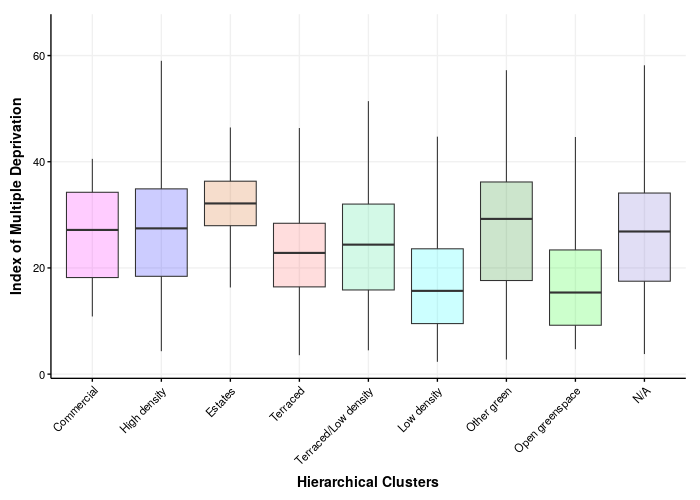 Index of Multiple Deprivation
60
40
20
0
Commercial
High density
Estates
Terraced
Terraced/Low density
Low density
Other green
Open greenspace
N/A
Hierarchical Clusters